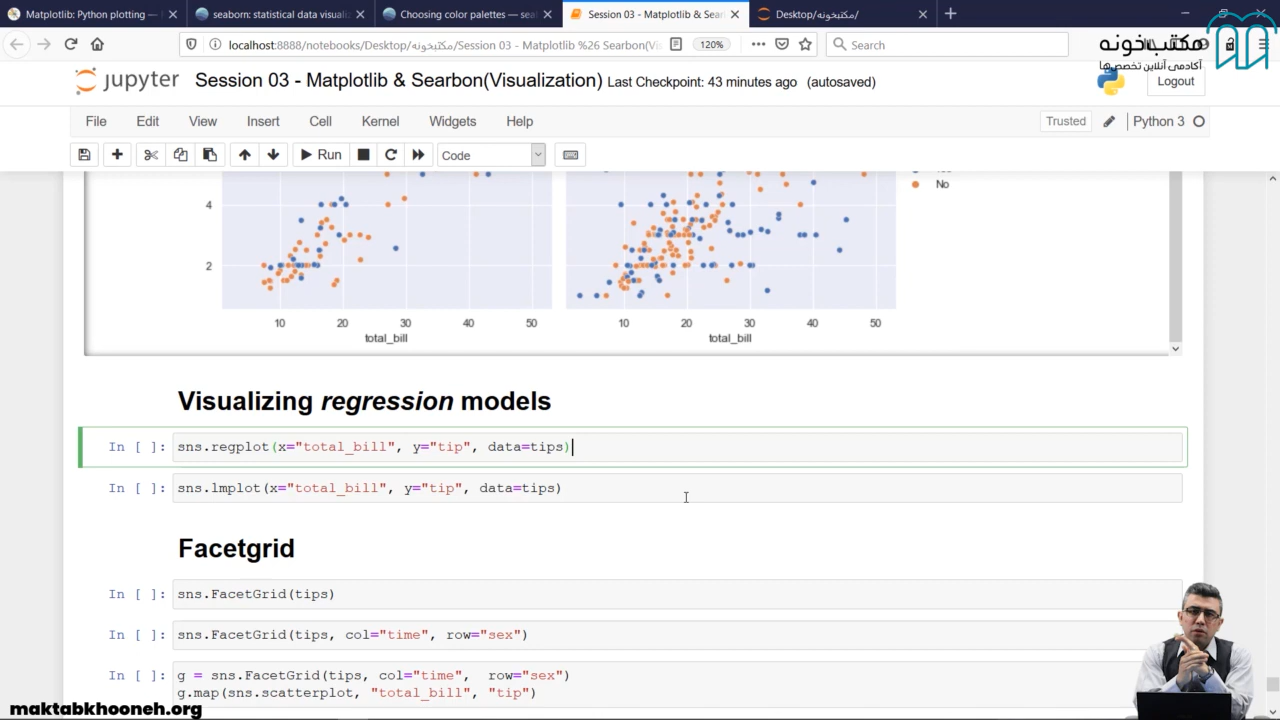 Matplotlib: Python plotting —
seaborn: statistical data visuali
Choosing color palettes — seab
Session 03 - Matplotlib & Searb
Desktop/مکتبخونه/
localhost:8888/notebooks/Desktop/مکتبخونه/Session 03 - Matplotlib %26 Searbon(Vi
120%
Search
مکتب‌خونه
آکادمی آنلاین تخصص‌ها
jupyter
Session 03 - Matplotlib & Searbon(Visualization)
Last Checkpoint: 43 minutes ago (autosaved)
Logout
File Edit View Insert Cell Kernel Widgets Help
Trusted
Python 3
Run
Code
No
4
2
10 20 30 40 50
10 20 30 40 50
total_bill
total_bill
Visualizing regression models
In [ ]: sns.regplot(x="total_bill", y="tip", data=tips)
In [ ]: sns.lmplot(x="total_bill", y="tip", data=tips)
Facetgrid
In [ ]: sns.FacetGrid(tips)
In [ ]: sns.FacetGrid(tips, col="time", row="sex")
In [ ]: g = sns.FacetGrid(tips, col="time",  row="sex")
g.map(sns.scatterplot, "total_bill", "tip")
maktabkhooneh.org